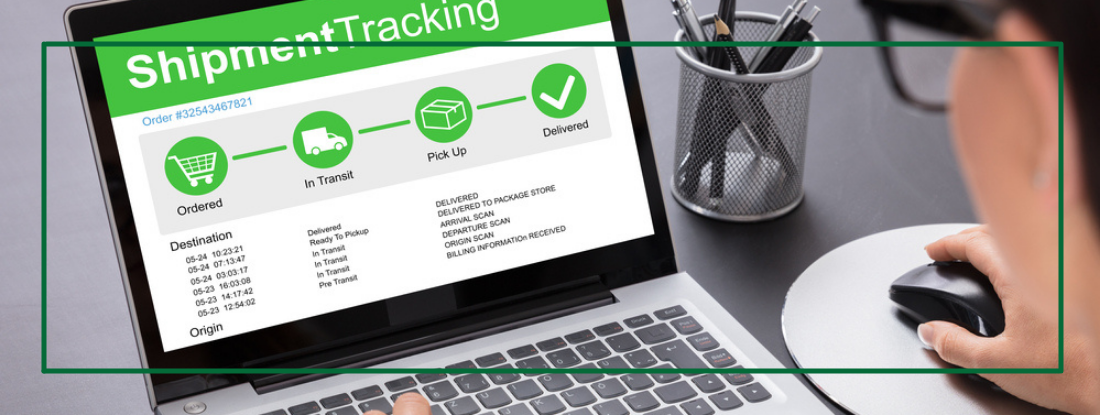 ShipmentTracking
Order #32543467821
Ordered
In Transit
Pick Up
Delivered
Destination
05-24 10:23:21 Delivered DELIVERED
05-24 07:13:47 Ready To Pickup DELIVERED TO PACKAGE STORE
05-24 03:03:17 In Transit ARRIVAL SCAN
05-23 16:03:08 In Transit DEPARTURE SCAN
05-23 14:17:42 In Transit ORIGIN SCAN
05-23 12:54:02 Pre Transit BILLING INFORMATIOn RECEIVED
Origin